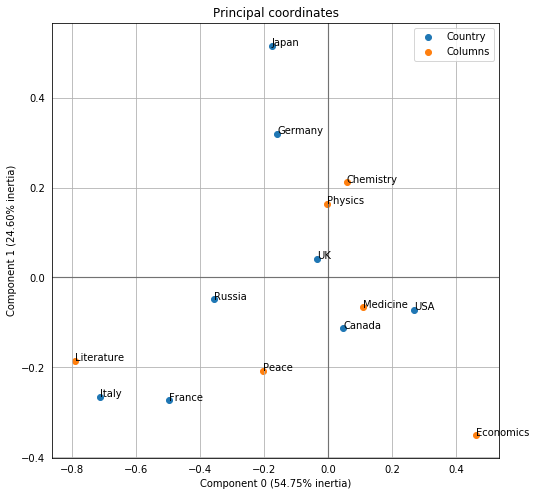 Principal coordinates
Country
Columns
Japan
Germany
Chemistry
Physics
UK
Russia
Medicine
USA
Canada
Literature
Peace
Italy
France
Economics
0.4
0.2
0.0
−0.2
−0.4
−0.8
−0.6
−0.4
−0.2
0.0
0.2
0.4
Component 1 (24.60% inertia)
Component 0 (54.75% inertia)